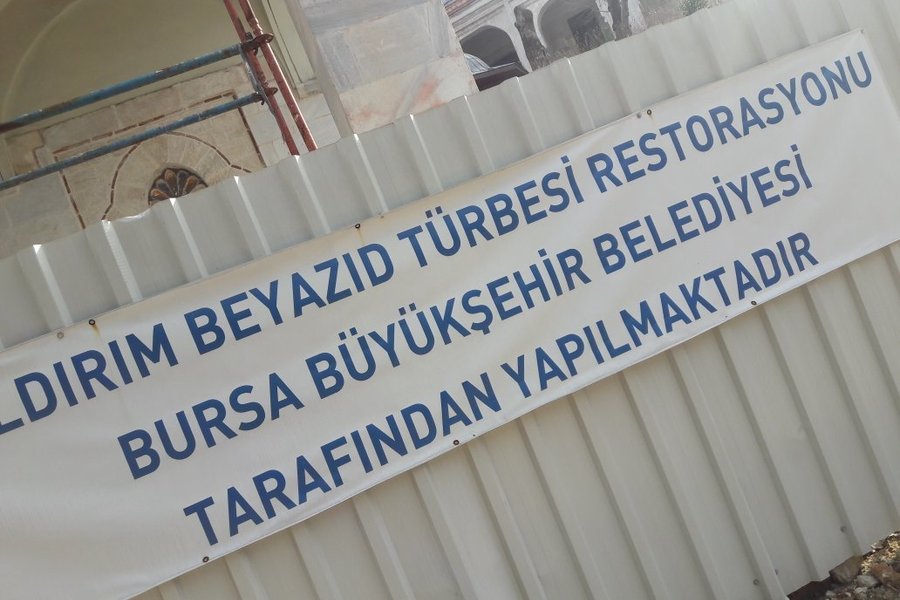 LDIRIM BEYAZID TÜRBESİ RESTORASYONU
BURSA BÜYÜKŞEHİR BELEDİYESİ
TARAFINDAN YAPILMAKTADIR